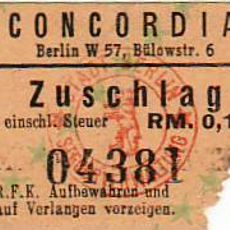 CONCORDIA
Berlin W 57, Bülowstr. 6
Zuschlag
einschl. Steuer RM. 0,1
04381
R.F.K. Aufbewahren und
auf Verlangen vorzeigen.